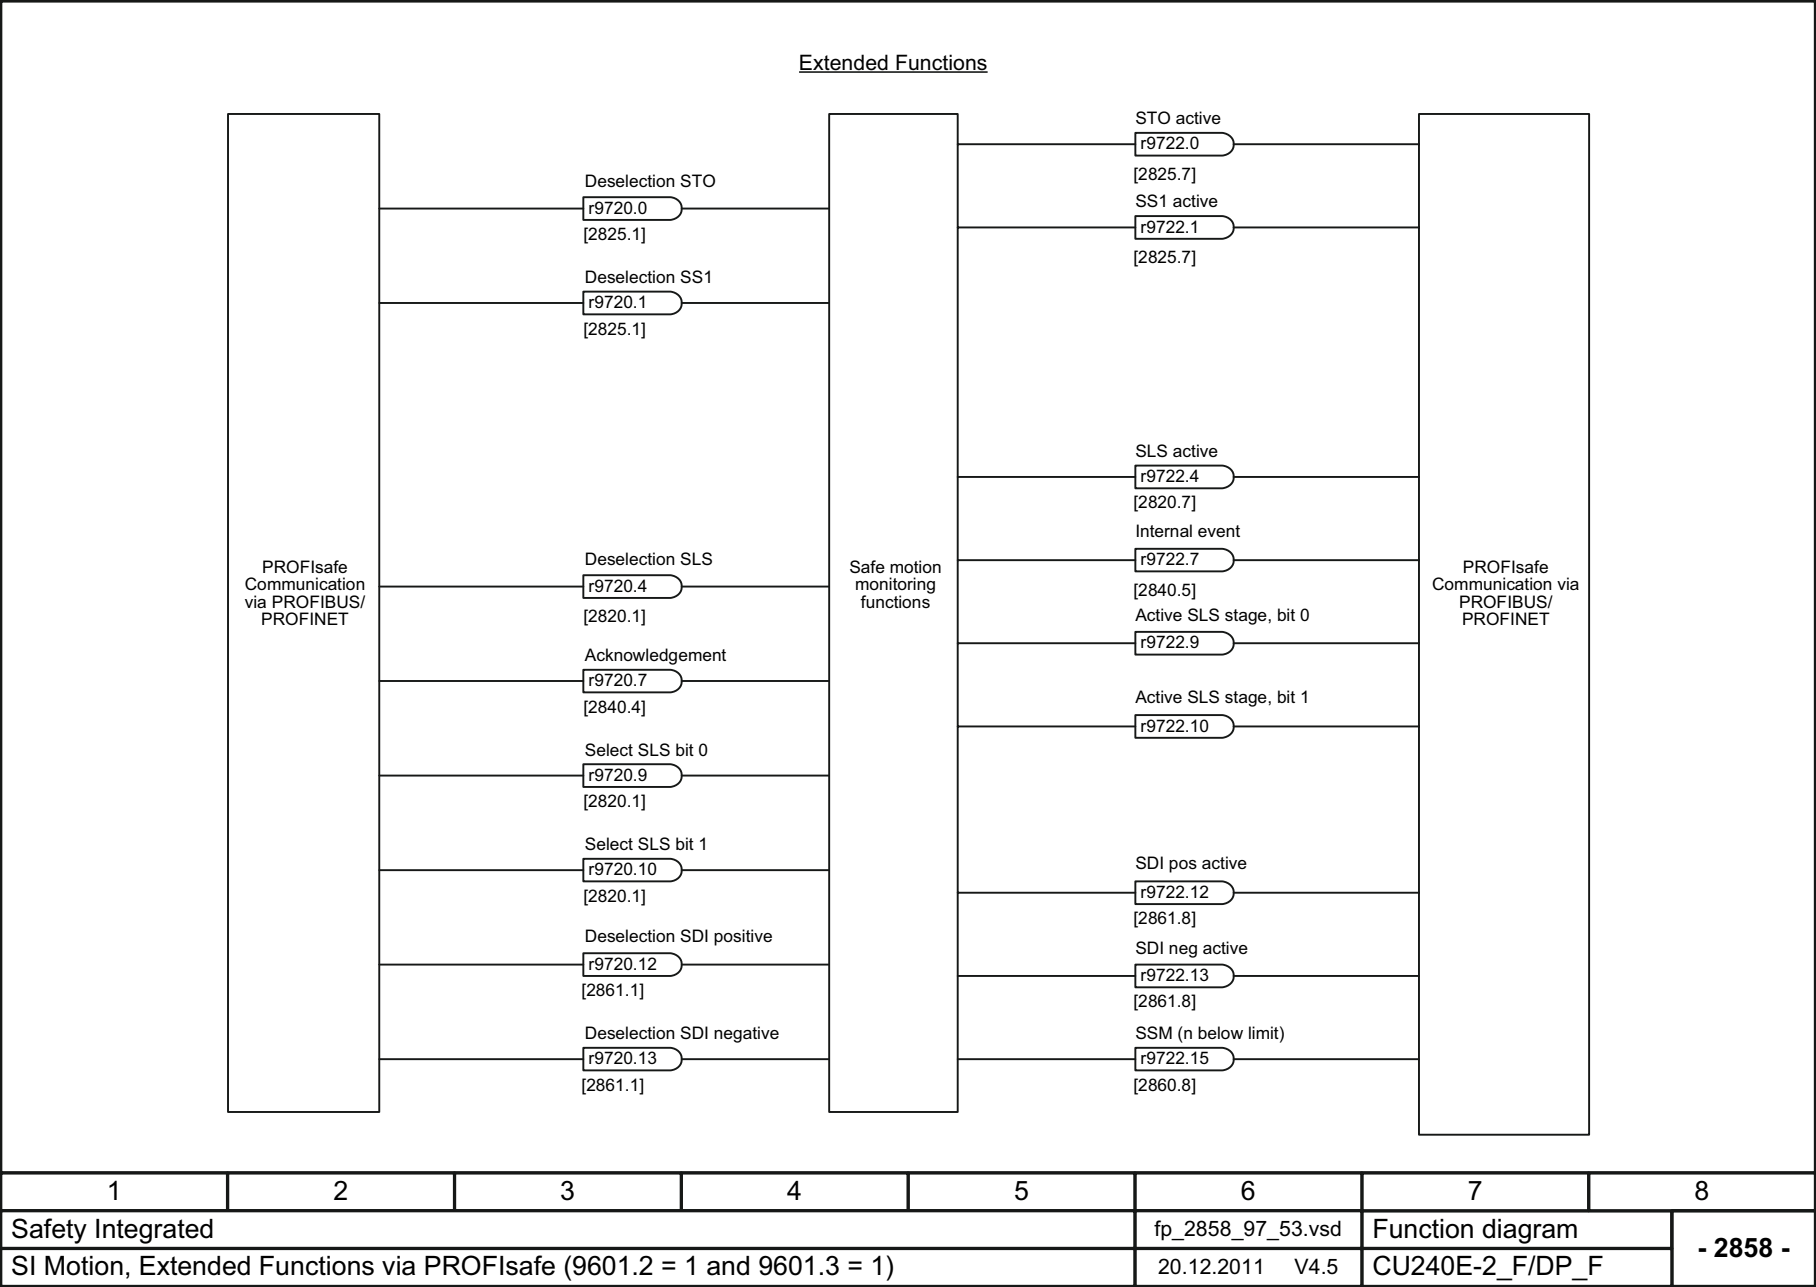 Extended Functions
PROFIsafe
Communication
via PROFIBUS/
PROFINET
Deselection STO
r9720.0
[2825.1]
Deselection SS1
r9720.1
[2825.1]
Deselection SLS
r9720.4
[2820.1]
Acknowledgement
r9720.7
[2840.4]
Select SLS bit 0
r9720.9
[2820.1]
Select SLS bit 1
r9720.10
[2820.1]
Deselection SDI positive
r9720.12
[2861.1]
Deselection SDI negative
r9720.13
[2861.1]
Safe motion
monitoring
functions
STO active
r9722.0
[2825.7]
SS1 active
r9722.1
[2825.7]
SLS active
r9722.4
[2820.7]
Internal event
r9722.7
[2840.5]
Active SLS stage, bit 0
r9722.9
Active SLS stage, bit 1
r9722.10
SDI pos active
r9722.12
[2861.8]
SDI neg active
r9722.13
[2861.8]
SSM (n below limit)
r9722.15
[2860.8]
PROFIsafe
Communication via
PROFIBUS/
PROFINET
1 2 3 4 5 6 7 8
Safety Integrated
fp_2858_97_53.vsd
Function diagram
- 2858 -
SI Motion, Extended Functions via PROFIsafe (9601.2 = 1 and 9601.3 = 1)
20.12.2011 V4.5
CU240E-2_F/DP_F